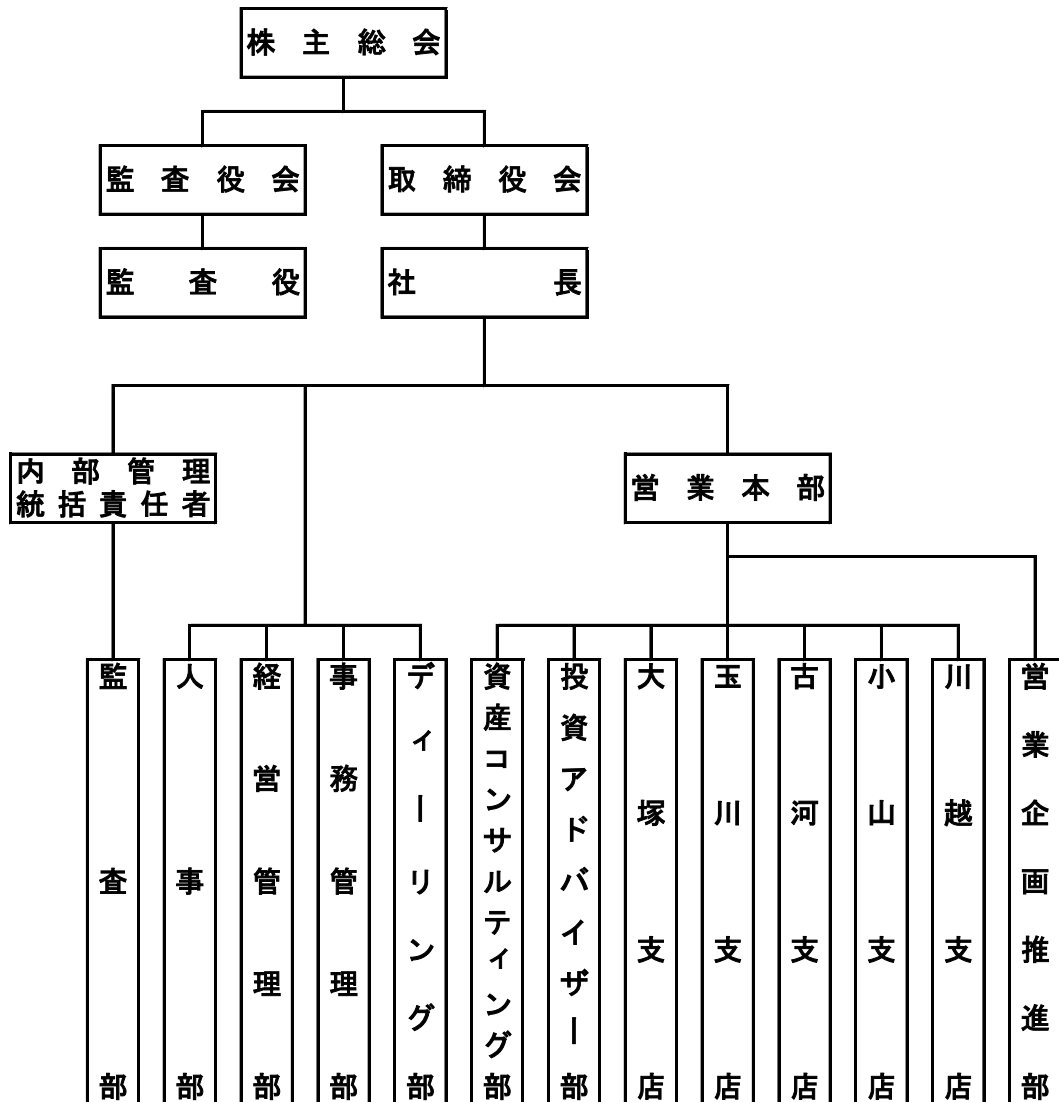 株主総会
監査役会
取締役会
監査役
社長
内部管理
統括責任者
営業本部
監査部
人事部
経営管理部
事務管理部
ディーリング部
資産コンサルティング部
投資アドバイザー部
大塚支店
玉川支店
古河支店
小山支店
川越支店
営業企画推進部